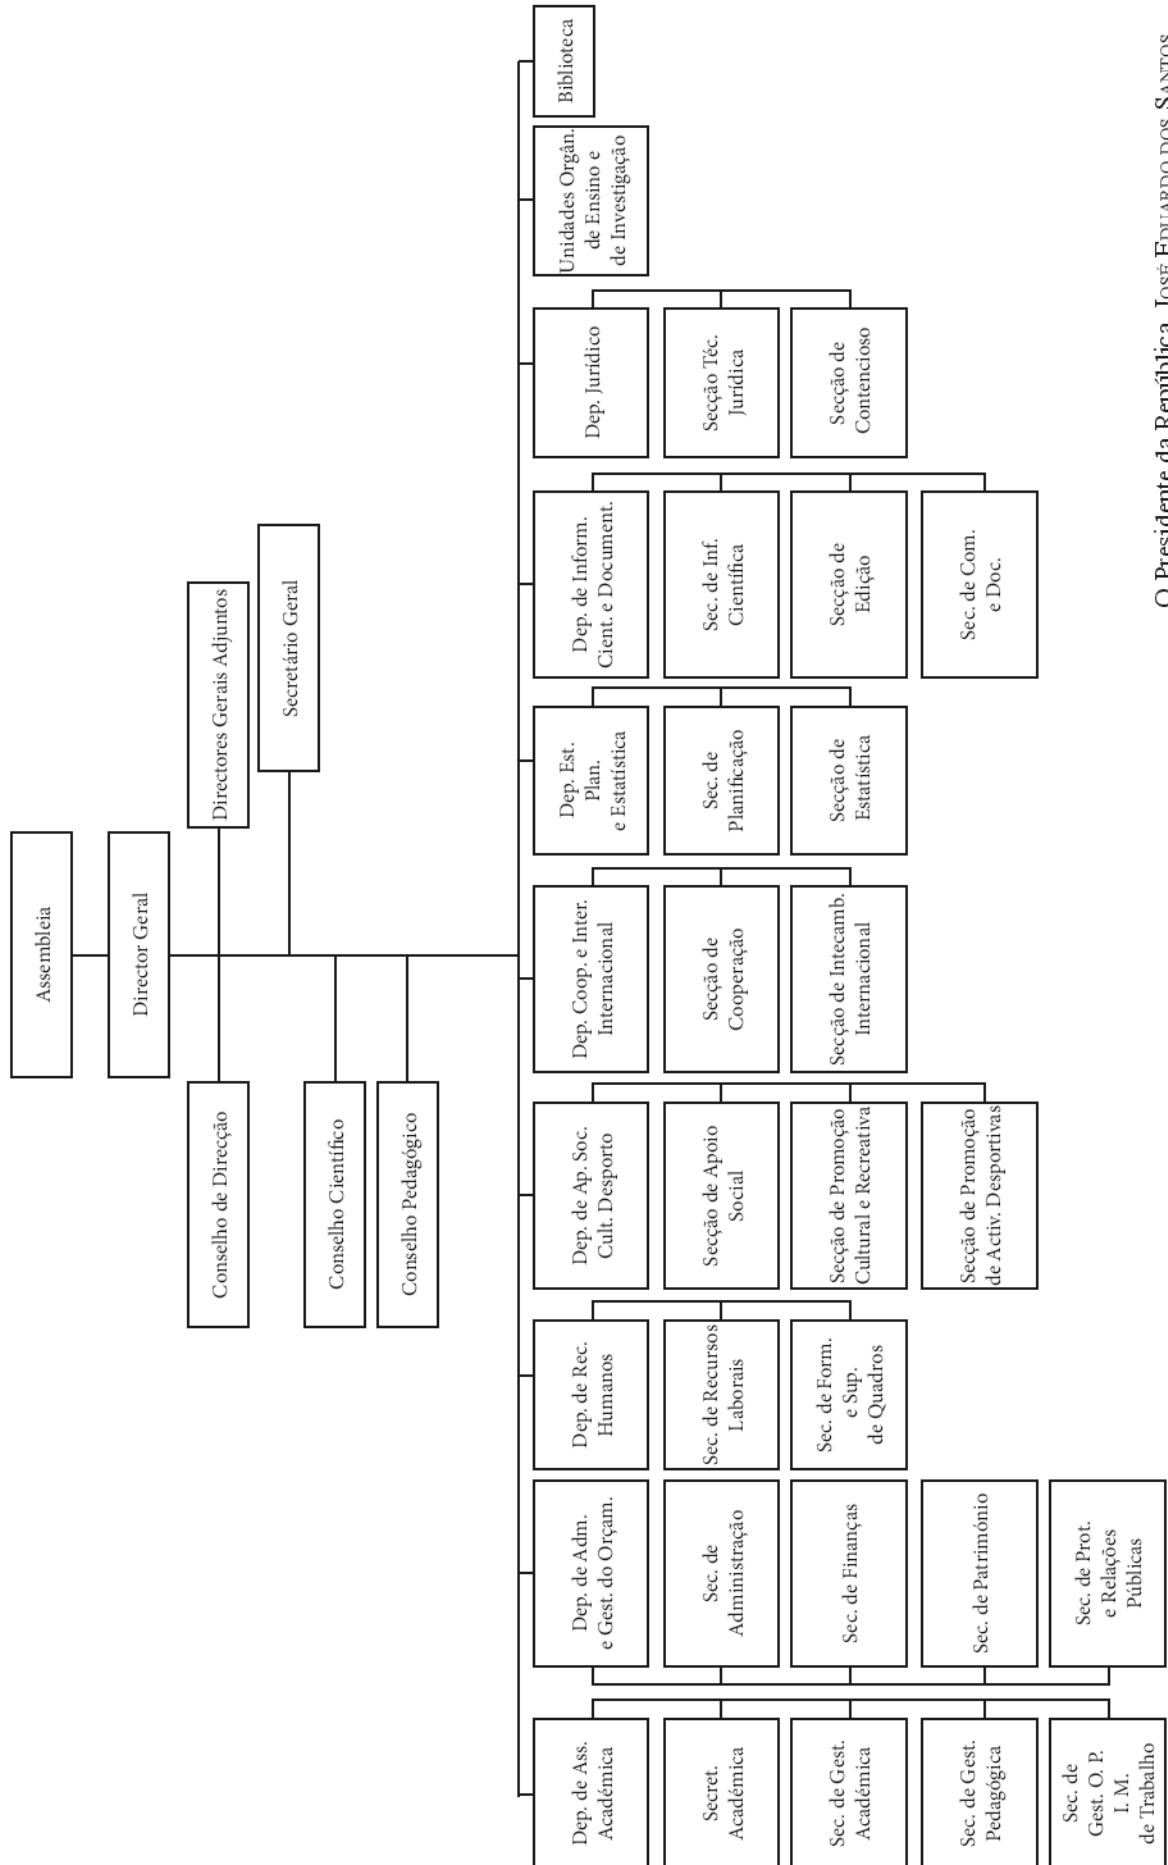 Assembleia
Director Geral
Conselho de Direcção
Directores Gerais Adjuntos
Secretário Geral
Conselho Científico
Conselho Pedagógico
Dep. de Ass.
Académica
Secret.
Académica
Sec. de Gest.
Académica
Sec. de Gest.
Pedagógica
Sec. de
Gest. O. P.
I. M.
de Trabalho
Dep. de Adm.
e Gest. do Orçam.
Sec. de
Administração
Sec. de Finanças
Sec. de Património
Sec. de Prot.
e Relações
Públicas
Dep. de Rec.
Humanos
Sec. de Recursos
Laborais
Sec. de Form.
e Sup.
de Quadros
Dep. de Ap. Soc.
Cult. Desporto
Secção de Apoio
Social
Secção de Promoção
Cultural e Recreativa
Secção de Promoção
de Activ. Desportivas
Dep. Coop. e Inter.
Internacional
Secção de
Cooperação
Secção de Intecamb.
Internacional
Dep. Est.
Plan.
e Estatística
Sec. de
Planificação
Secção de
Estatística
Dep. de Inform.
Cient. e Document.
Sec. de Inf.
Científica
Secção de
Edição
Sec. de Com.
e Doc.
Dep. Jurídico
Secção Téc.
Jurídica
Secção de
Contencioso
Unidades Orgân.
de Ensino e
de Investigação
Biblioteca
O Presidente da República, JOSÉ EDUARDO DOS SANTOS